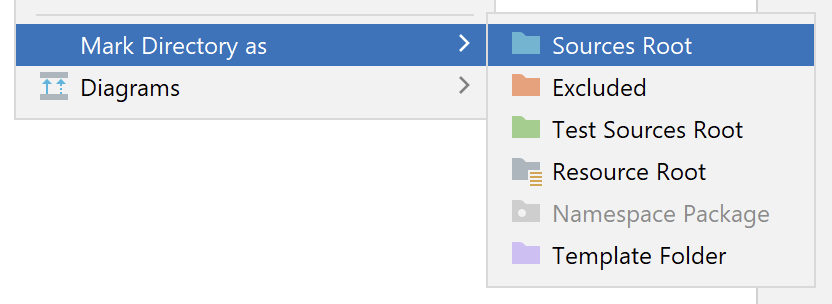 Mark Directory as
Diagrams
Sources Root
Excluded
Test Sources Root
Resource Root
Namespace Package
Template Folder